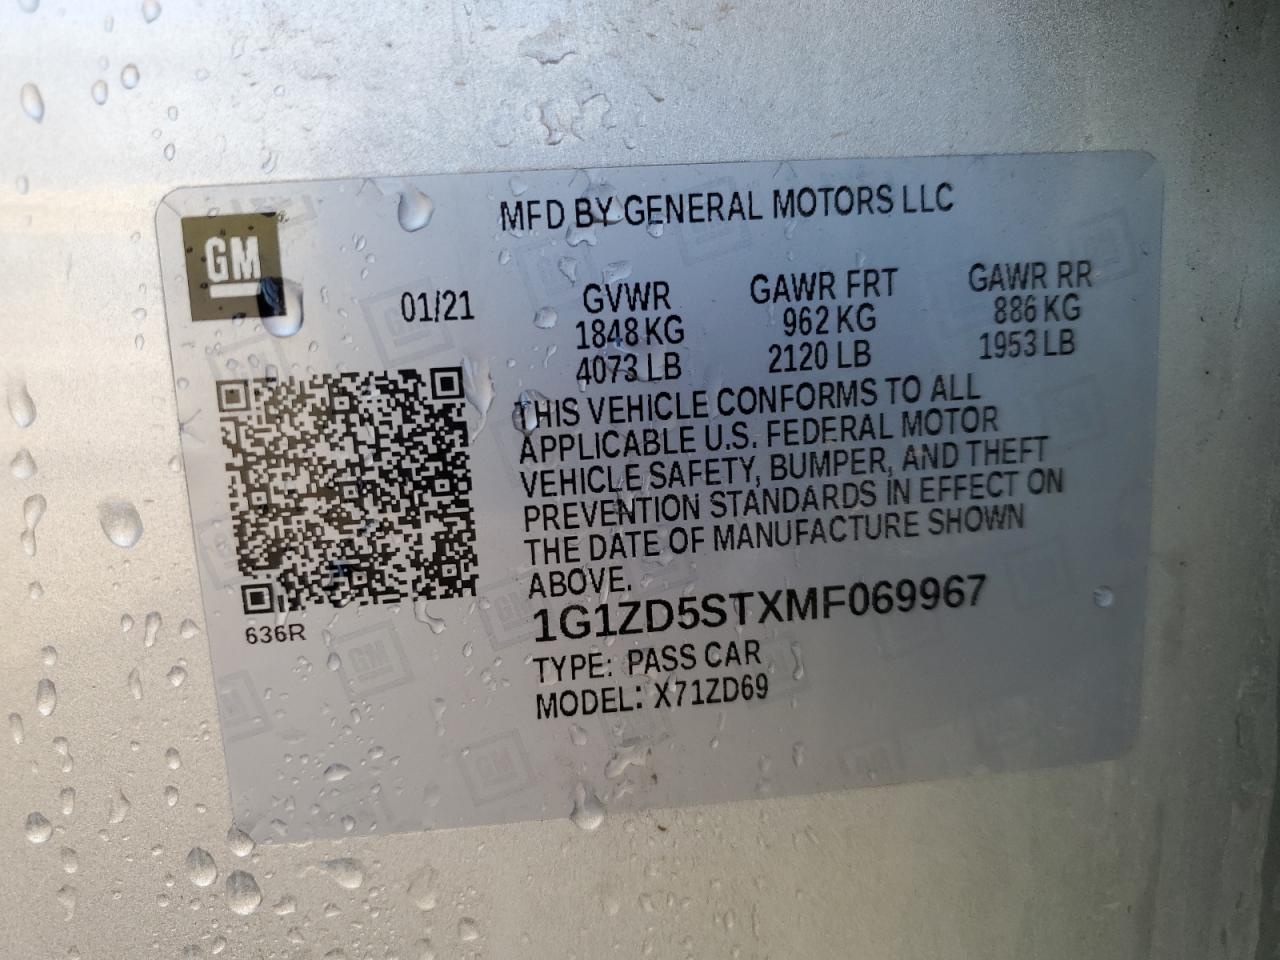 GM
MFD BY GENERAL MOTORS LLC
01/21
GVWR GAWR FRT GAWR RR
1848 KG 962 KG 886 KG
4073 LB 2120 LB 1953 LB
THIS VEHICLE CONFORMS TO ALL
APPLICABLE U.S. FEDERAL MOTOR
VEHICLE SAFETY, BUMPER, AND THEFT
PREVENTION STANDARDS IN EFFECT ON
THE DATE OF MANUFACTURE SHOWN
ABOVE.
1G1ZD5STXMF069967
TYPE: PASS CAR
MODEL: X71ZD69
636R